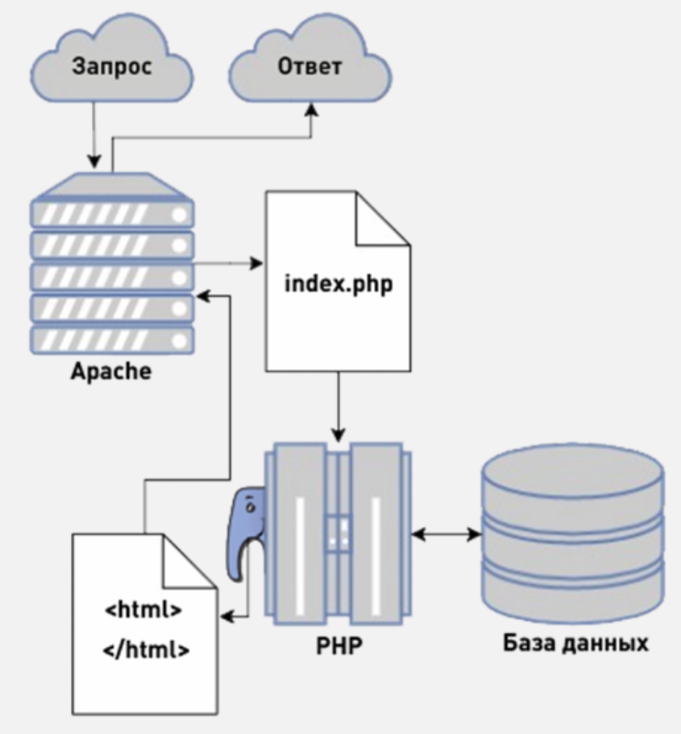 Запрос
Ответ
index.php
Apache
<html>
</html>
PHP
База данных